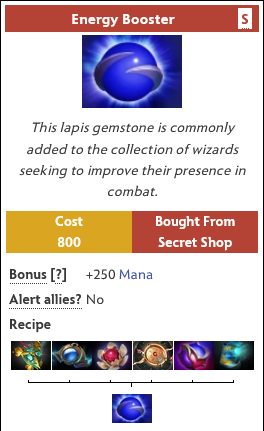 Energy Booster S
This lapis gemstone is commonly
added to the collection of wizards
seeking to improve their presence in
combat.
Cost Bought From
800 Secret Shop
Bonus [?] +250 Mana
Alert allies? No
Recipe